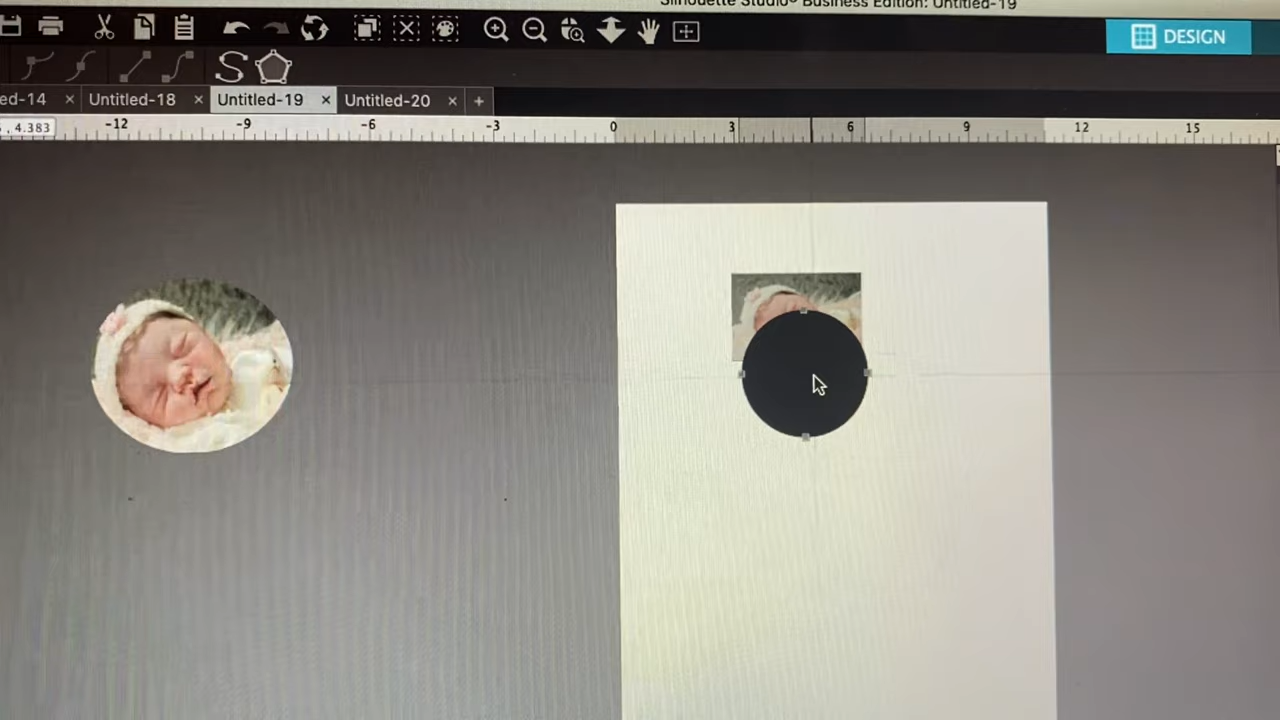 Silhouette Studio® Business Edition: Untitled-19
DESIGN
ed-14 × Untitled-18 × Untitled-19 × Untitled-20 × +
, 4.383 -12 -9 -6 -3 0 3 6 9 12 15